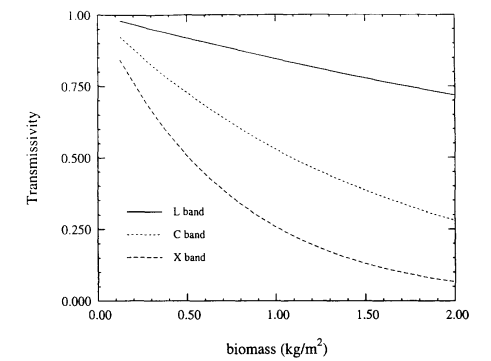 1.00
0.750
Transmissivity
0.500
0.250
0.000
L band
C band
X band
0.00
0.50
1.00
1.50
2.00
biomass (kg/m²)